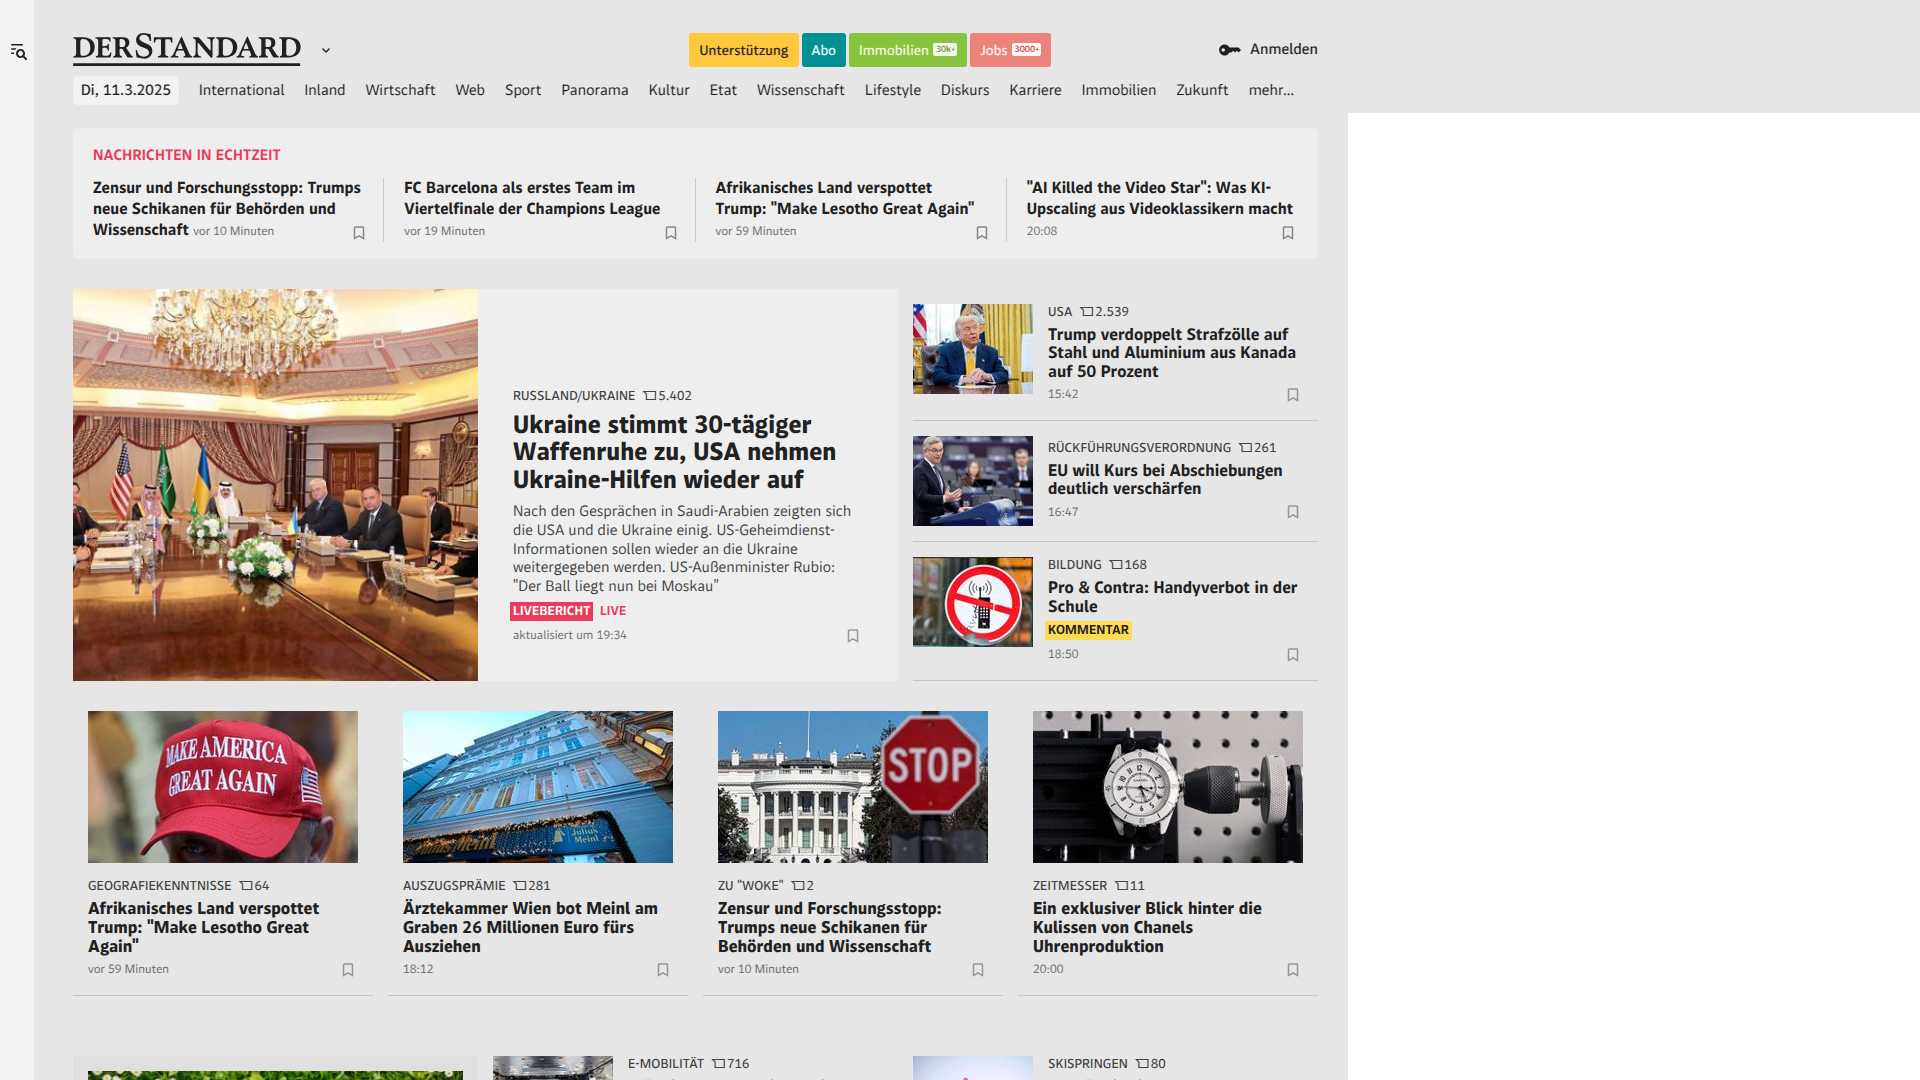 DERSTANDARD
Unterstützung
Abo
Immobilien 30k+
Jobs 3000+
Anmelden
Di, 11.3.2025
International
Inland
Wirtschaft
Web
Sport
Panorama
Kultur
Etat
Wissenschaft
Lifestyle
Diskurs
Karriere
Immobilien
Zukunft
mehr...
NACHRICHTEN IN ECHTZEIT
Zensur und Forschungsstopp: Trumps
neue Schikanen für Behörden und
Wissenschaft vor 10 Minuten
FC Barcelona als erstes Team im
Viertelfinale der Champions League
vor 19 Minuten
Afrikanisches Land verspottet
Trump: "Make Lesotho Great Again"
vor 59 Minuten
"AI Killed the Video Star": Was KI-
Upscaling aus Videoklassikern macht
20:08
RUSSLAND/UKRAINE 5.402
Ukraine stimmt 30-tägiger
Waffenruhe zu, USA nehmen
Ukraine-Hilfen wieder auf
Nach den Gesprächen in Saudi-Arabien zeigten sich
die USA und die Ukraine einig. US-Geheimdienst-
Informationen sollen wieder an die Ukraine
weitergegeben werden. US-Außenminister Rubio:
"Der Ball liegt nun bei Moskau"
LIVEBERICHT LIVE
aktualisiert um 19:34
USA 2.539
Trump verdoppelt Strafzölle auf
Stahl und Aluminium aus Kanada
auf 50 Prozent
15:42
RÜCKFÜHRUNGSVERORDNUNG 261
EU will Kurs bei Abschiebungen
deutlich verschärfen
16:47
BILDUNG 168
Pro & Contra: Handyverbot in der
Schule
KOMMENTAR
18:50
MAKE AMERICA
GREAT AGAIN
GEOGRAFIEKENNTNISSE 64
Afrikanisches Land verspottet
Trump: "Make Lesotho Great
Again"
vor 59 Minuten
Julius
Meinl
AUSZUGSPRÄMIE 281
Ärztekammer Wien bot Meinl am
Graben 26 Millionen Euro fürs
Ausziehen
18:12
STOP
ZU "WOKE" 2
Zensur und Forschungsstopp:
Trumps neue Schikanen für
Behörden und Wissenschaft
vor 10 Minuten
ZEITMESSER 11
Ein exklusiver Blick hinter die
Kulissen von Chanels
Uhrenproduktion
20:00
E-MOBILITÄT 716
SKISPRINGEN 80